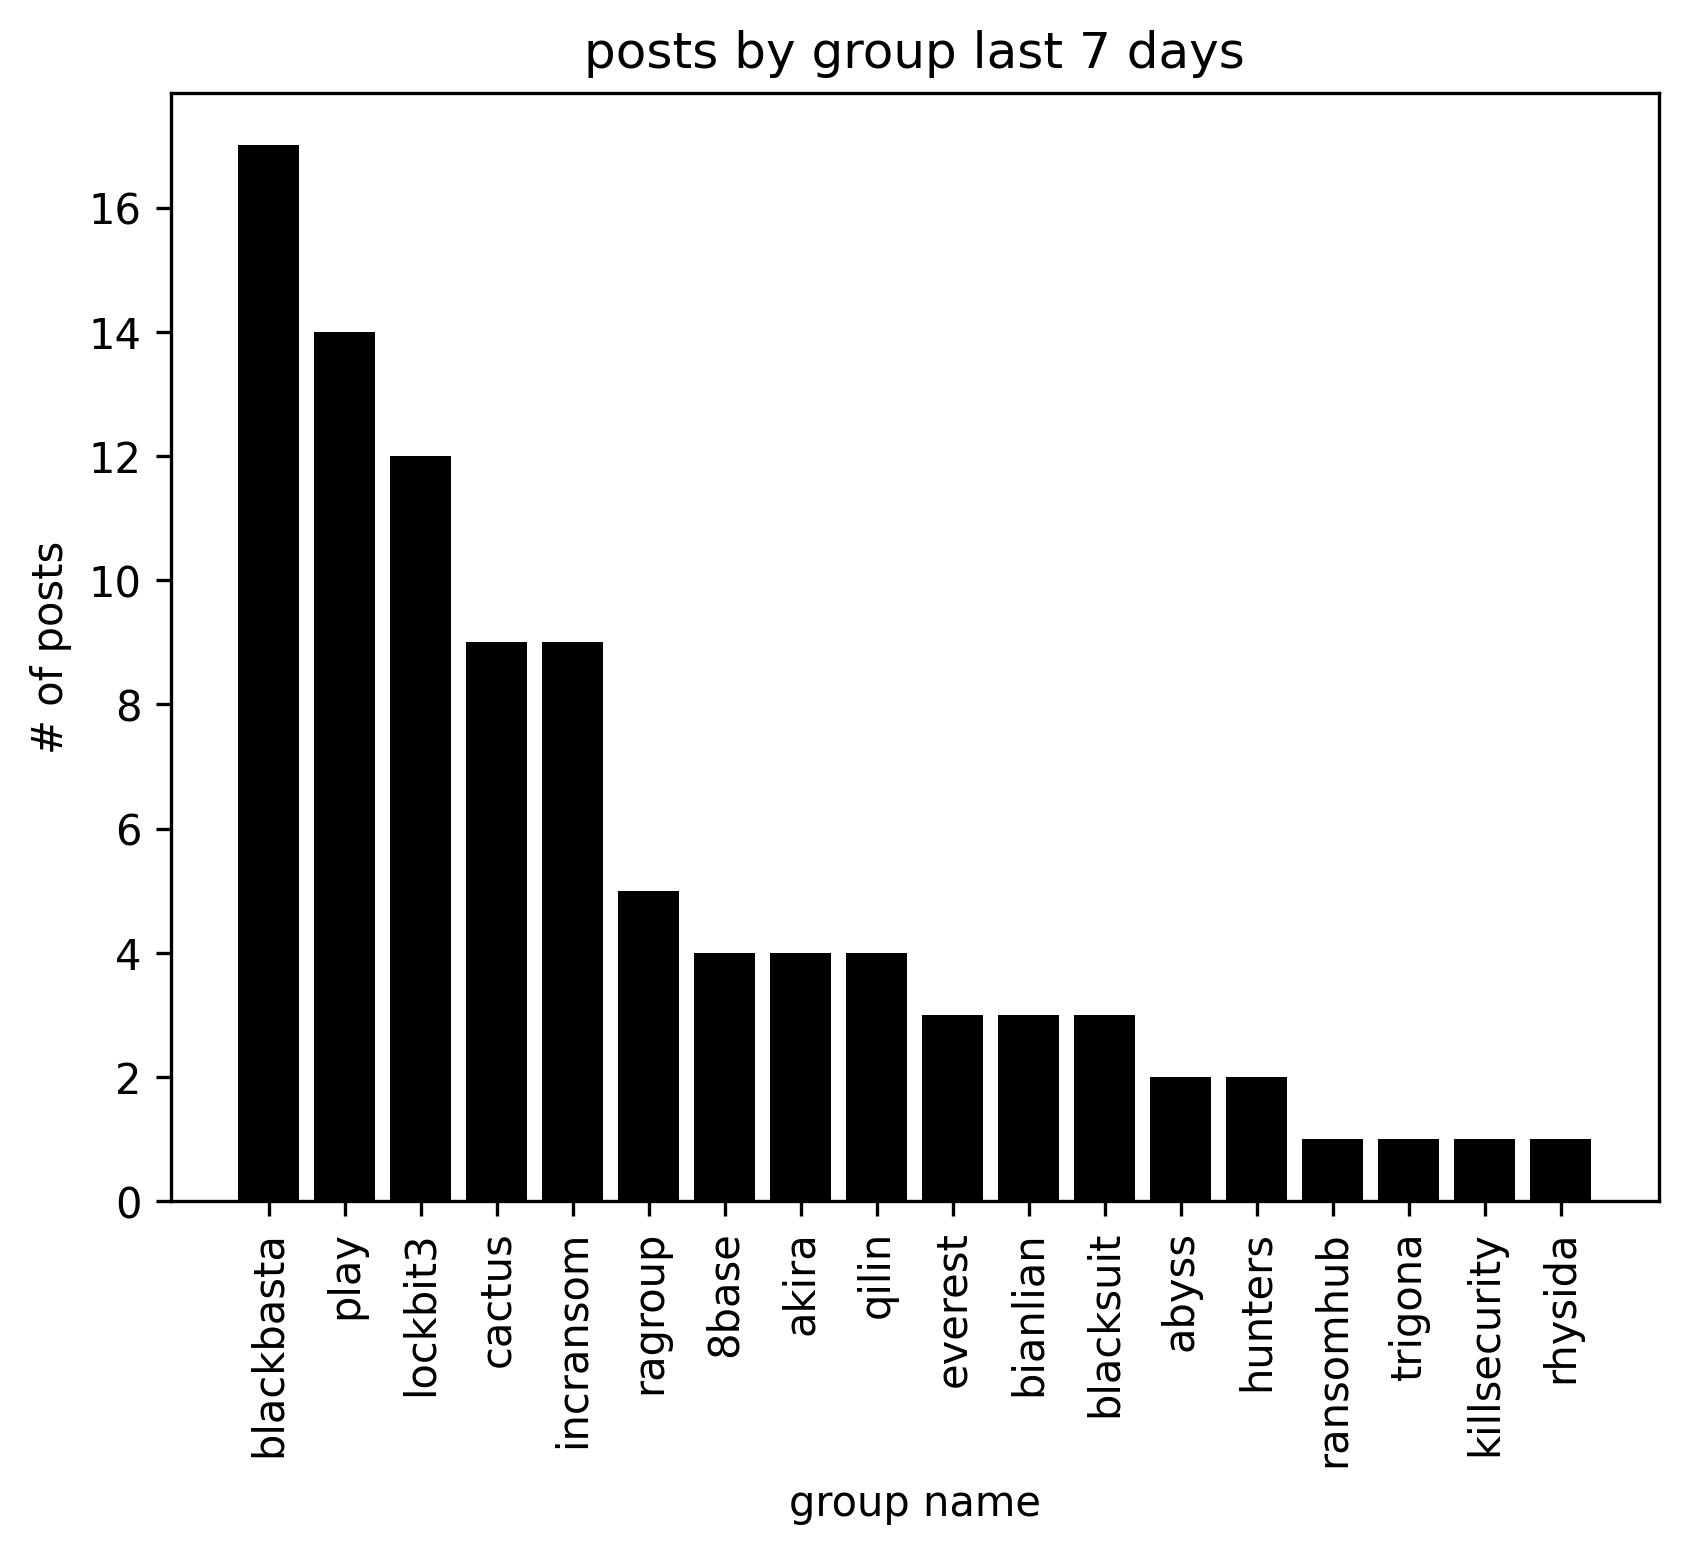 posts by group last 7 days
# of posts
16
14
12
10
8
6
4
2
0
blackbasta
play
lockbit3
cactus
incransom
ragroup
8base
akira
qilin
everest
bianlian
blacksuit
abyss
hunters
ransomhub
trigona
killsecurity
rhysida
group name